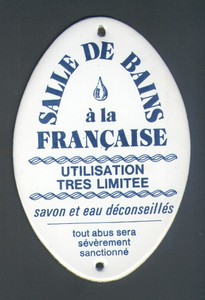 SALLE DE BAINS
à la
FRANÇAISE
UTILISATION
TRES LIMITEE
savon et eau déconseillés
tout abus sera
sévèrement
sanctionné